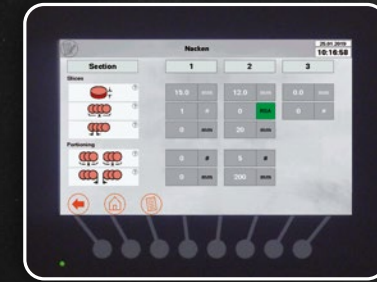 Nacken
25.01.2019
10:16:58
Section 1 2 3
Slices
15.0 mm 12.0 mm 0.0 mm
1 0 0
0 mm 20 mm
Portioning
0 # 5 #
0 mm 200 mm